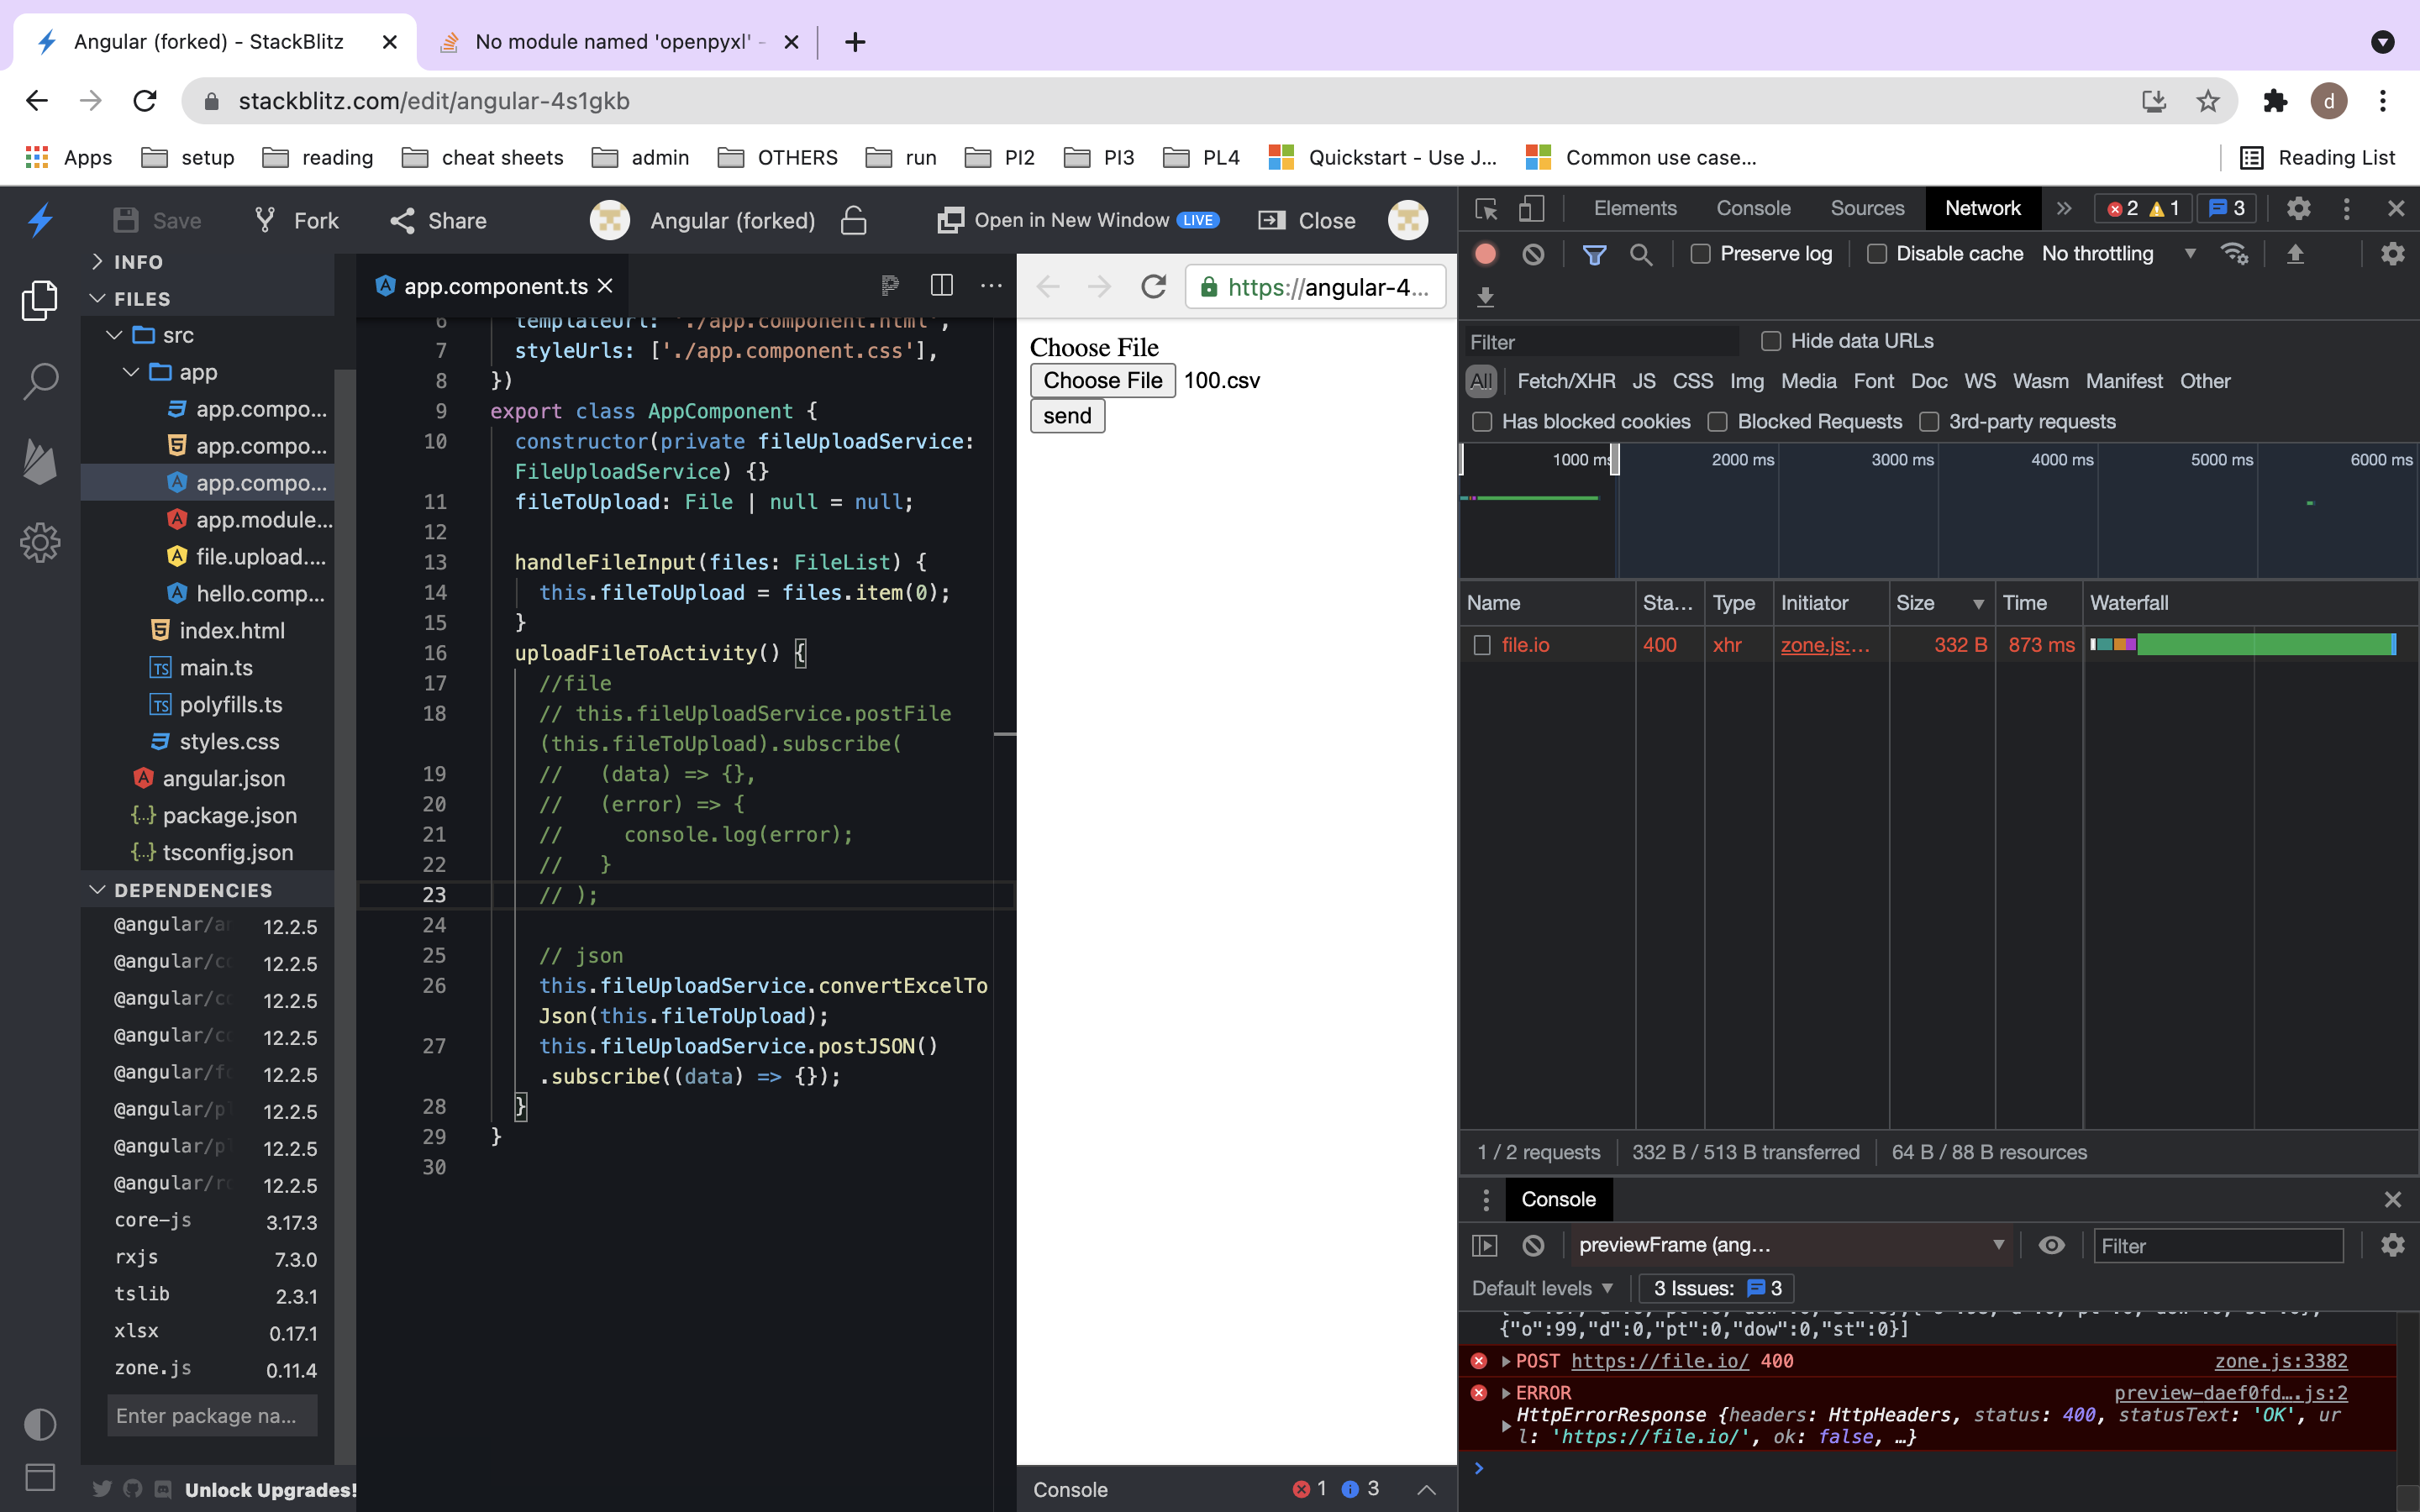 Angular (forked) - StackBlitz
No module named 'openpyxl' -
stackblitz.com/edit/angular-4s1gkb
d
Apps
setup
reading
cheat sheets
admin
OTHERS
run
PI2
PI3
PL4
Quickstart - Use J...
Common use case...
Reading List
Save
Fork
Share
Angular (forked)
Open in New Window LIVE
Close
INFO
FILES
src
app
app.compo...
app.compo...
app.compo...
app.module...
file.upload....
hello.comp...
index.html
main.ts
polyfills.ts
styles.css
angular.json
package.json
tsconfig.json
DEPENDENCIES
@angular/ 12.2.5
@angular/ 12.2.5
@angular/ 12.2.5
@angular/ 12.2.5
@angular/ 12.2.5
@angular/ 12.2.5
@angular/ 12.2.5
@angular/ 12.2.5
core-js 3.17.3
rxjs 7.3.0
tslib 2.3.1
xlsx 0.17.1
zone.js 0.11.4
Enter package na...
Unlock Upgrades!
app.component.ts
6 templateUrl: './app.component.html',
7 styleUrls: ['./app.component.css'],
8 })
9 export class AppComponent {
10 constructor(private fileUploadService:
FileUploadService) {}
11 fileToUpload: File | null = null;
12
13 handleFileInput(files: FileList) {
14 this.fileToUpload = files.item(0);
15 }
16 uploadFileToActivity() {
17 //file
18 // this.fileUploadService.postFile
(this.fileToUpload).subscribe(
19 // (data) => {},
20 // (error) => {
21 // console.log(error);
22 // }
23 // );
24
25 // json
26 this.fileUploadService.convertExcelTo
Json(this.fileToUpload);
27 this.fileUploadService.postJSON()
.subscribe((data) => {});
28 }
29 }
30
https://angular-4...
Choose File
Choose File 100.csv
send
Console 1 3
Elements
Console
Sources
Network
2 1 3
Preserve log
Disable cache
No throttling
Filter
Hide data URLs
All Fetch/XHR JS CSS Img Media Font Doc WS Wasm Manifest Other
Has blocked cookies Blocked Requests 3rd-party requests
1000 ms 2000 ms 3000 ms 4000 ms 5000 ms 6000 ms
Name Sta... Type Initiator Size Time Waterfall
file.io 400 xhr zone.js:... 332 B 873 ms
1 / 2 requests 332 B / 513 B transferred 64 B / 88 B resources
Console
previewFrame (ang...
Filter
Default levels
3 Issues: 3
{"o":99,"d":0,"pt":0,"dow":0,"st":0}]
POST https://file.io/ 400 zone.js:3382
ERROR preview-daef0fd….js:2
HttpErrorResponse {headers: HttpHeaders, status: 400, statusText: 'OK', ur
l: 'https://file.io/', ok: false, …}